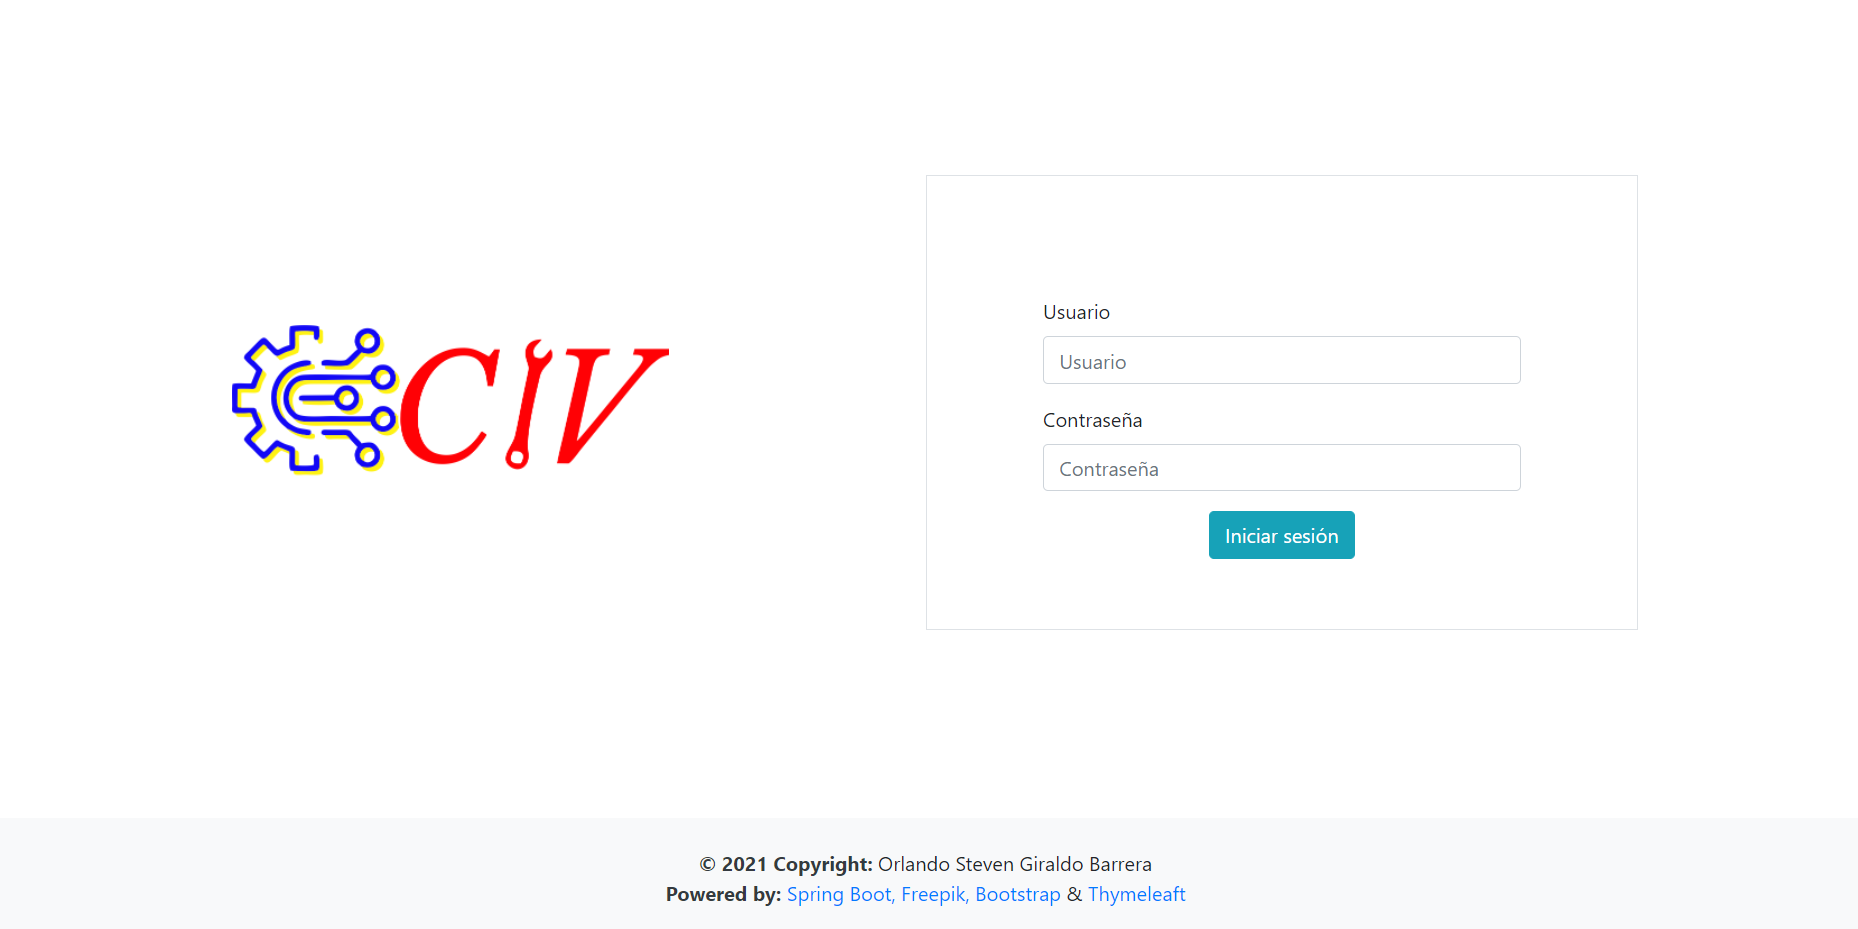 CIV
Usuario
Usuario
Contraseña
Contraseña
Iniciar sesión
© 2021 Copyright: Orlando Steven Giraldo Barrera
Powered by: Spring Boot, Freepik, Bootstrap & Thymeleaft